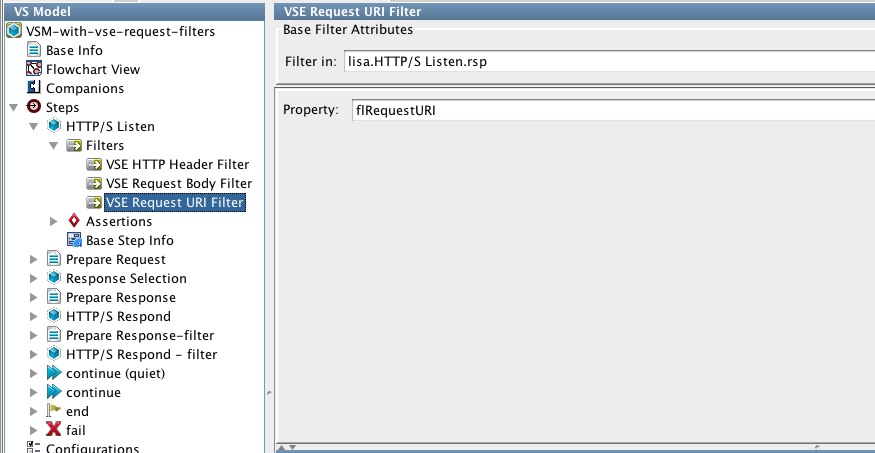 VS Model
VSM-with-vse-request-filters
Base Info
Flowchart View
Companions
Steps
HTTP/S Listen
Filters
VSE HTTP Header Filter
VSE Request Body Filter
VSE Request URI Filter
Assertions
Base Step Info
Prepare Request
Response Selection
Prepare Response
HTTP/S Respond
Prepare Response-filter
HTTP/S Respond - filter
continue (quiet)
continue
end
fail
Configurations
VSE Request URI Filter
Base Filter Attributes
Filter in: lisa.HTTP/S Listen.rsp
Property: flRequestURI